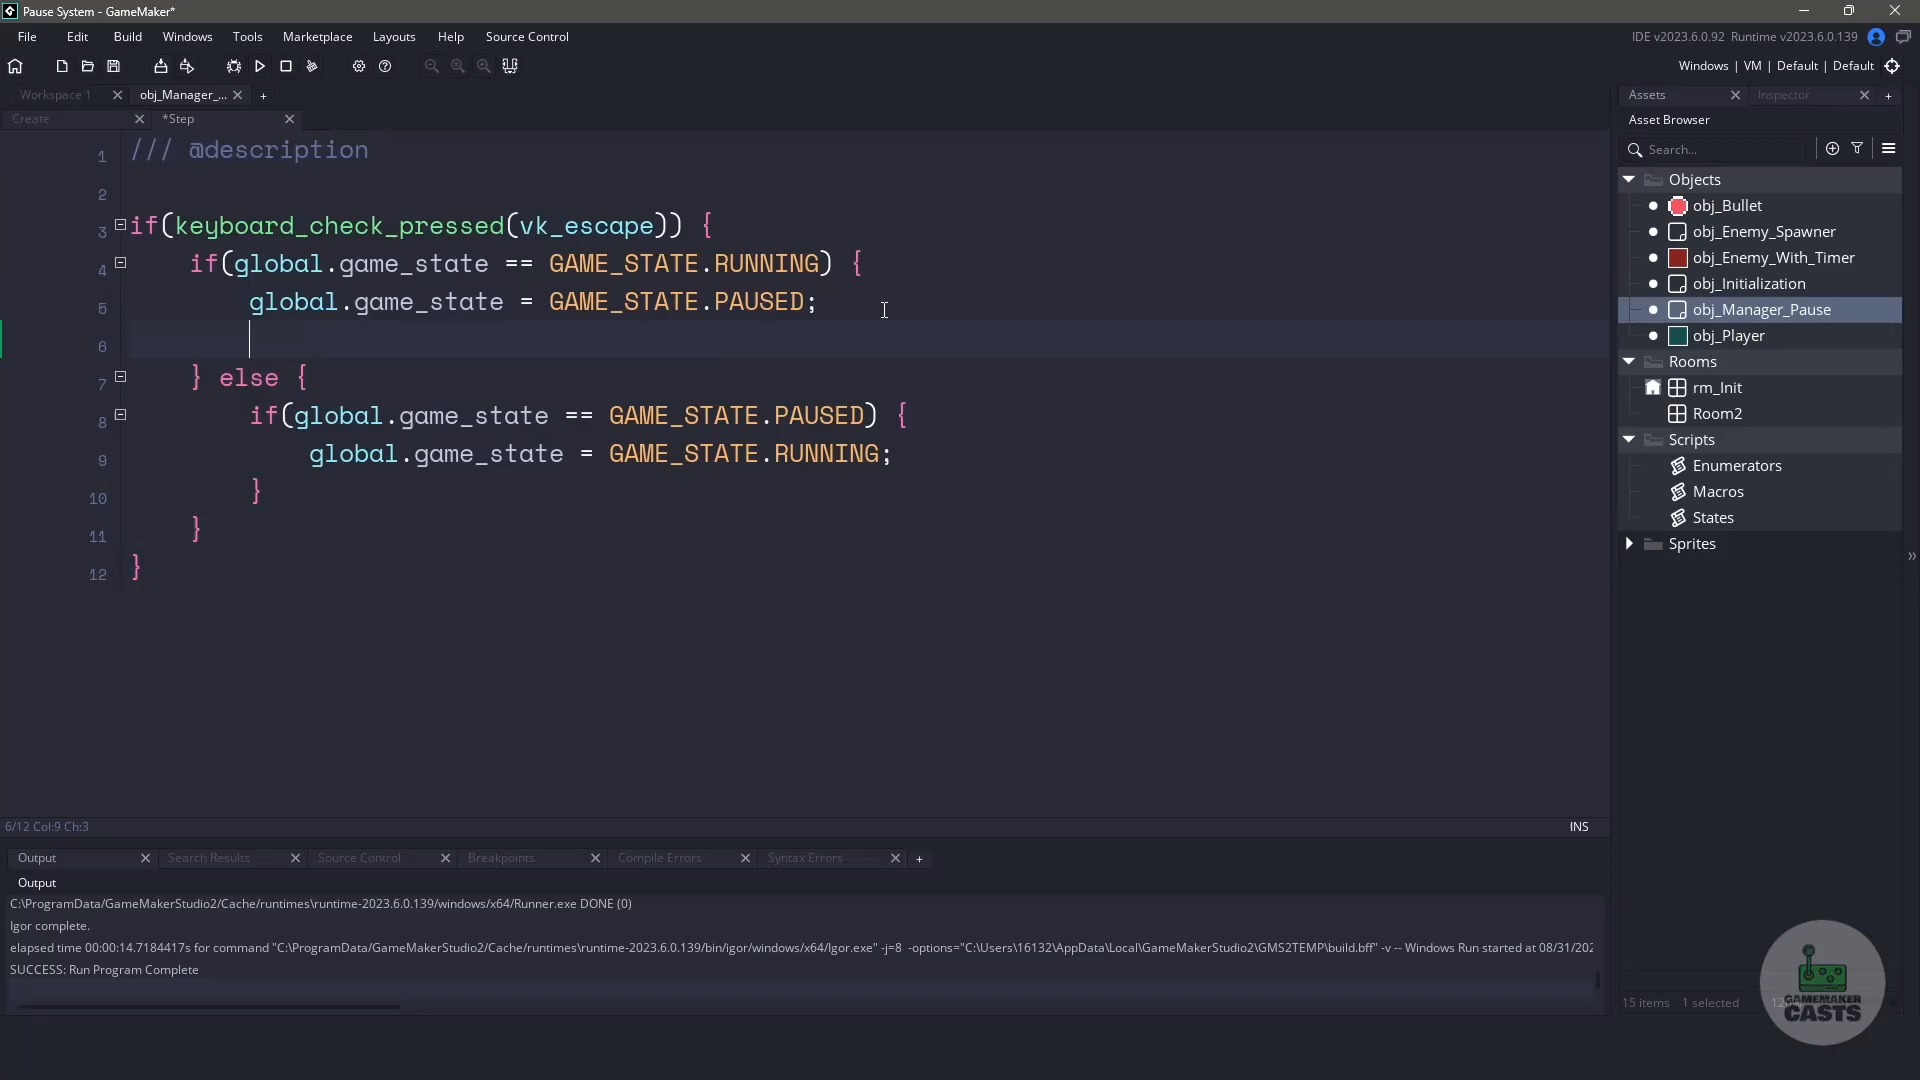 Pause System - GameMaker*
File Edit Build Windows Tools Marketplace Layouts Help Source Control
IDE v2023.6.0.92 Runtime v2023.6.0.139
Windows | VM | Default | Default
Workspace 1
obj_Manager_...
Create
*Step
1 /// @description
2
3 if(keyboard_check_pressed(vk_escape)) {
4 if(global.game_state == GAME_STATE.RUNNING) {
5 global.game_state = GAME_STATE.PAUSED;
6
7 } else {
8 if(global.game_state == GAME_STATE.PAUSED) {
9 global.game_state = GAME_STATE.RUNNING;
10 }
11 }
12 }
6/12 Col:9 Ch:3
INS
Assets
Inspector
Asset Browser
Search...
Objects
obj_Bullet
obj_Enemy_Spawner
obj_Enemy_With_Timer
obj_Initialization
obj_Manager_Pause
obj_Player
Rooms
rm_Init
Room2
Scripts
Enumerators
Macros
States
Sprites
15 items 1 selected
Output Search Results Source Control Breakpoints Compile Errors Syntax Errors
Output
C:\ProgramData/GameMakerStudio2/Cache/runtimes\runtime-2023.6.0.139/windows/x64/Runner.exe DONE (0)
Igor complete.
elapsed time 00:00:14.7184417s for command "C:\ProgramData/GameMakerStudio2/Cache/runtimes\runtime-2023.6.0.139/bin/igor/windows/x64/Igor.exe" -j=8 -options="C:\Users\16132\AppData\Local\GameMakerStudio2\GMS2TEMP\build.bff" -v -- Windows Run started at 08/31/202
SUCCESS: Run Program Complete
GAMEMAKER
CASTS